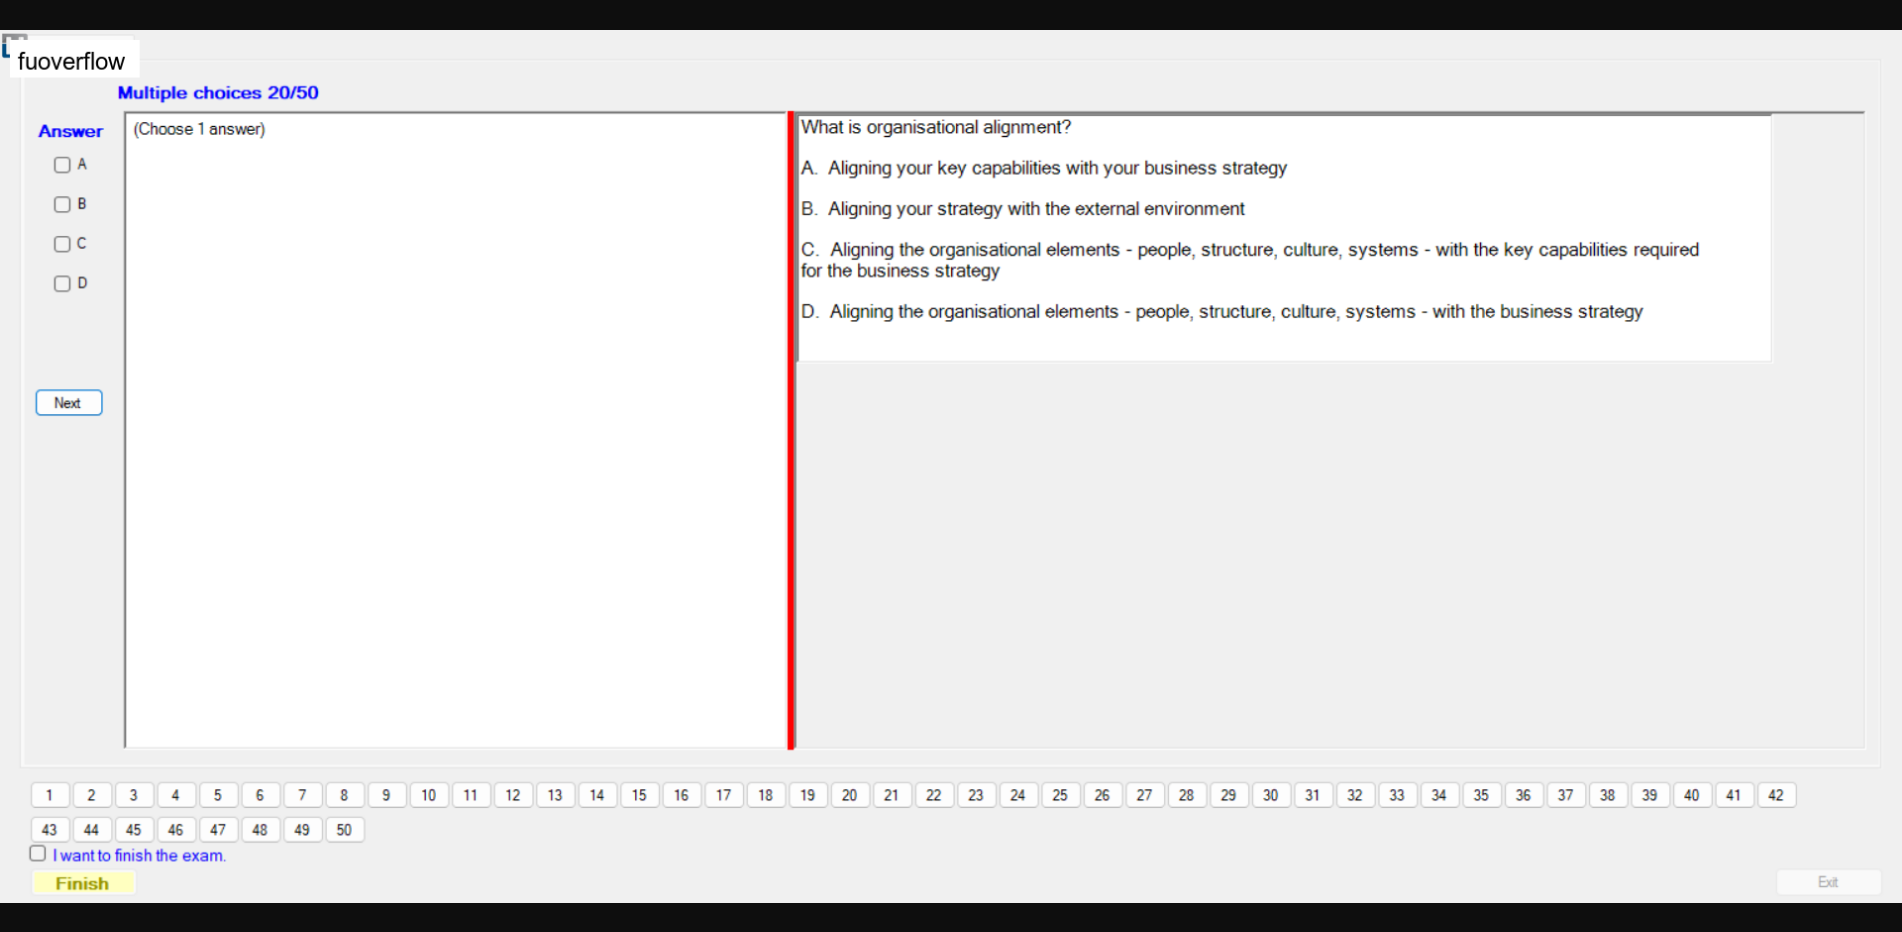 fuoverflow
Multiple choices 20/50
Answer
A
B
C
D
Next
(Choose 1 answer)
What is organisational alignment?
A. Aligning your key capabilities with your business strategy
B. Aligning your strategy with the external environment
C. Aligning the organisational elements - people, structure, culture, systems - with the key capabilities required
for the business strategy
D. Aligning the organisational elements - people, structure, culture, systems - with the business strategy
1 2 3 4 5 6 7 8 9 10 11 12 13 14 15 16 17 18 19 20 21 22 23 24 25 26 27 28 29 30 31 32 33 34 35 36 37 38 39 40 41 42
43 44 45 46 47 48 49 50
I want to finish the exam.
Finish
Exit